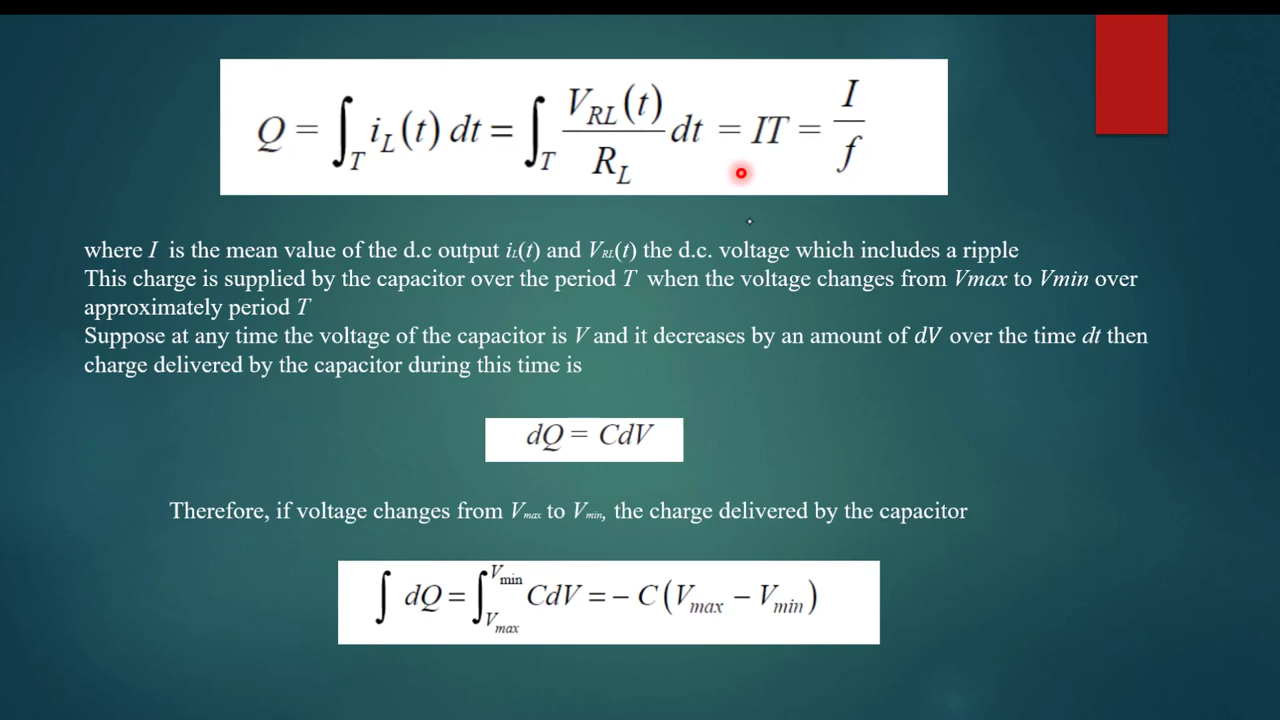 Q = ∫_T i_L(t) dt = ∫_T V_RL(t)/R_L dt = IT = I/f
where I is the mean value of the d.c output i_L(t) and V_RL(t) the d.c. voltage which includes a ripple
This charge is supplied by the capacitor over the period T when the voltage changes from Vmax to Vmin over
approximately period T
Suppose at any time the voltage of the capacitor is V and it decreases by an amount of dV over the time dt then
charge delivered by the capacitor during this time is
dQ = CdV
Therefore, if voltage changes from V_max to V_min, the charge delivered by the capacitor
∫ dQ = ∫_{V_max}^{V_min} CdV = – C(V_max – V_min)